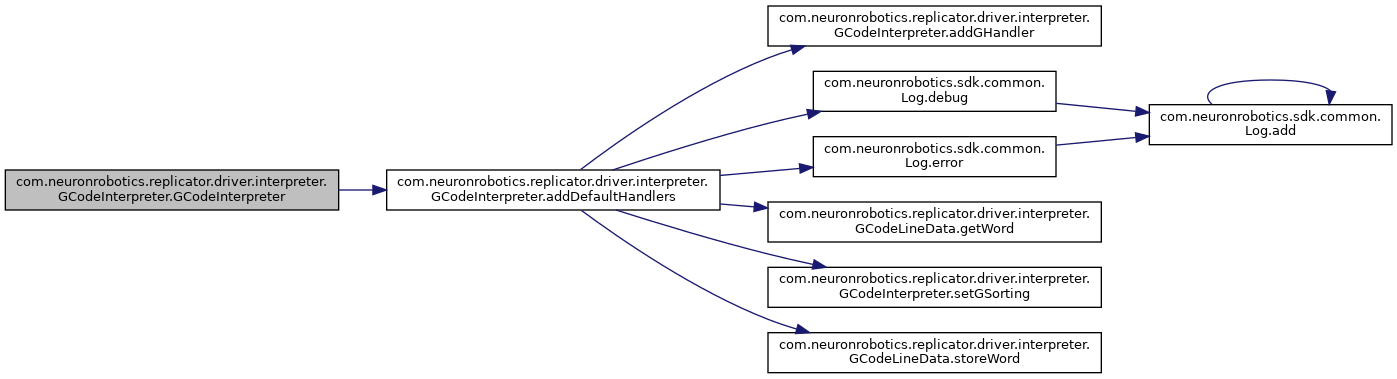 com.neuronrobotics.replicator.driver.interpreter.
GCodeInterpreter.GCodeInterpreter
com.neuronrobotics.replicator.driver.interpreter.
GCodeInterpreter.addDefaultHandlers
com.neuronrobotics.replicator.driver.interpreter.
GCodeInterpreter.addGHandler
com.neuronrobotics.sdk.common.
Log.debug
com.neuronrobotics.sdk.common.
Log.error
com.neuronrobotics.replicator.driver.interpreter.
GCodeLineData.getWord
com.neuronrobotics.replicator.driver.interpreter.
GCodeInterpreter.setGSorting
com.neuronrobotics.replicator.driver.interpreter.
GCodeLineData.storeWord
com.neuronrobotics.sdk.common.
Log.add